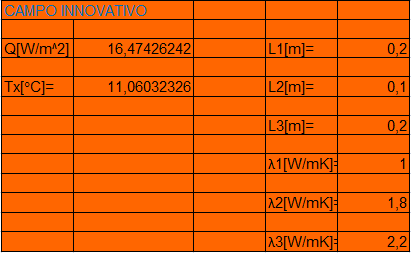 CAMPO INNOVATIVO
Q[W/m^2] 16,47426242 L1[m]= 0,2
Tx[°C]= 11,06032326 L2[m]= 0,1
L3[m]= 0,2
λ1[W/mK]= 1
λ2[W/mK]= 1,8
λ3[W/mK]= 2,2